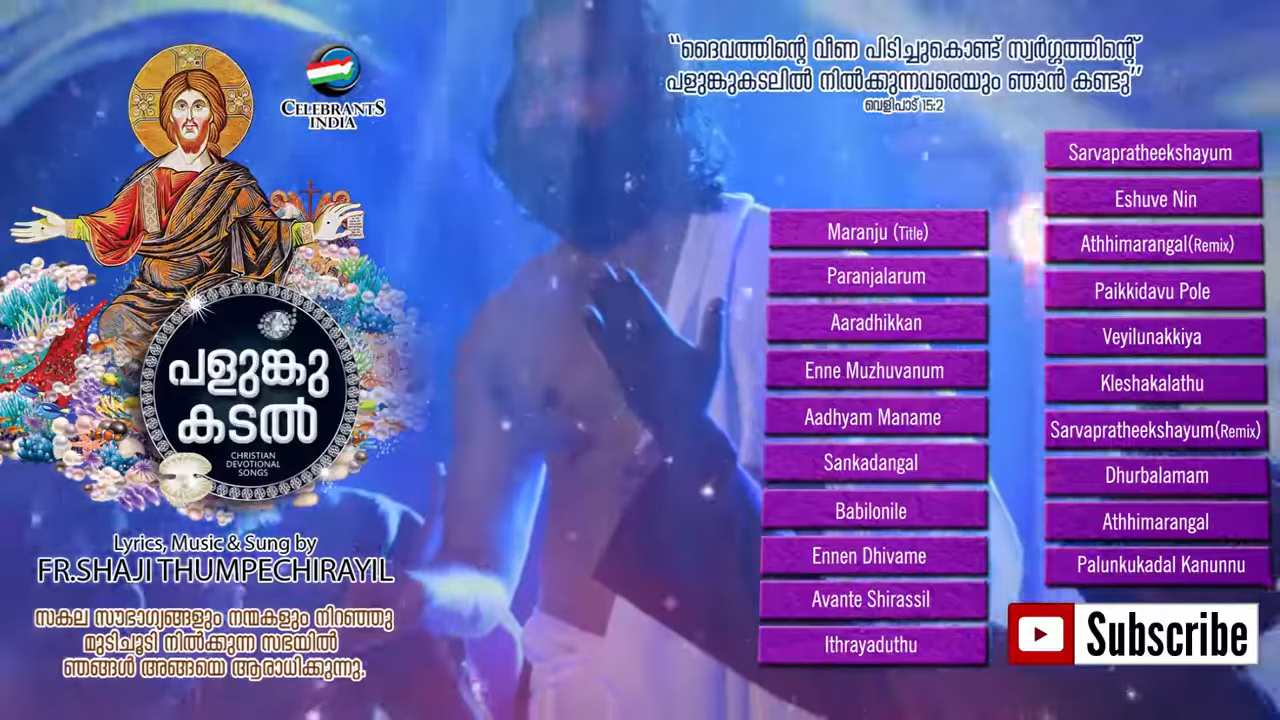 CELEBRANTS
INDIA
പളുങ്കു
കടൽ
CHRISTIAN
DEVOTIONAL
SONGS
Lyrics, Music & Sung by
FR.SHAJI THUMPECHIRAYIL
സകല സൗഭാഗ്യങ്ങളും നന്മകളും നിറഞ്ഞു
മുടിചൂടി നിൽക്കുന്ന സഭയിൽ
ഞങ്ങൾ അങ്ങയെ ആരാധിക്കുന്നു.
“ദൈവത്തിന്റെ വീണ പിടിച്ചുകൊണ്ട് സ്വർഗ്ഗത്തിന്റെ
പളുങ്കുകടലിൽ നിൽക്കുന്നവരെയും ഞാൻ കണ്ടു”
വെളിപാട് 15:2
Maranju (Title)
Paranjalarum
Aaradhikkan
Enne Muzhuvanum
Aadhyam Maname
Sankadangal
Babilonile
Ennen Dhivame
Avante Shirassil
Ithrayaduthu
Sarvapratheekshayum
Eshuve Nin
Athhimarangal(Remix)
Paikkidavu Pole
Veyilunakkiya
Kleshakalathu
Sarvapratheekshayum(Remix)
Dhurbalamam
Athhimarangal
Palunkukadal Kanunnu
Subscribe